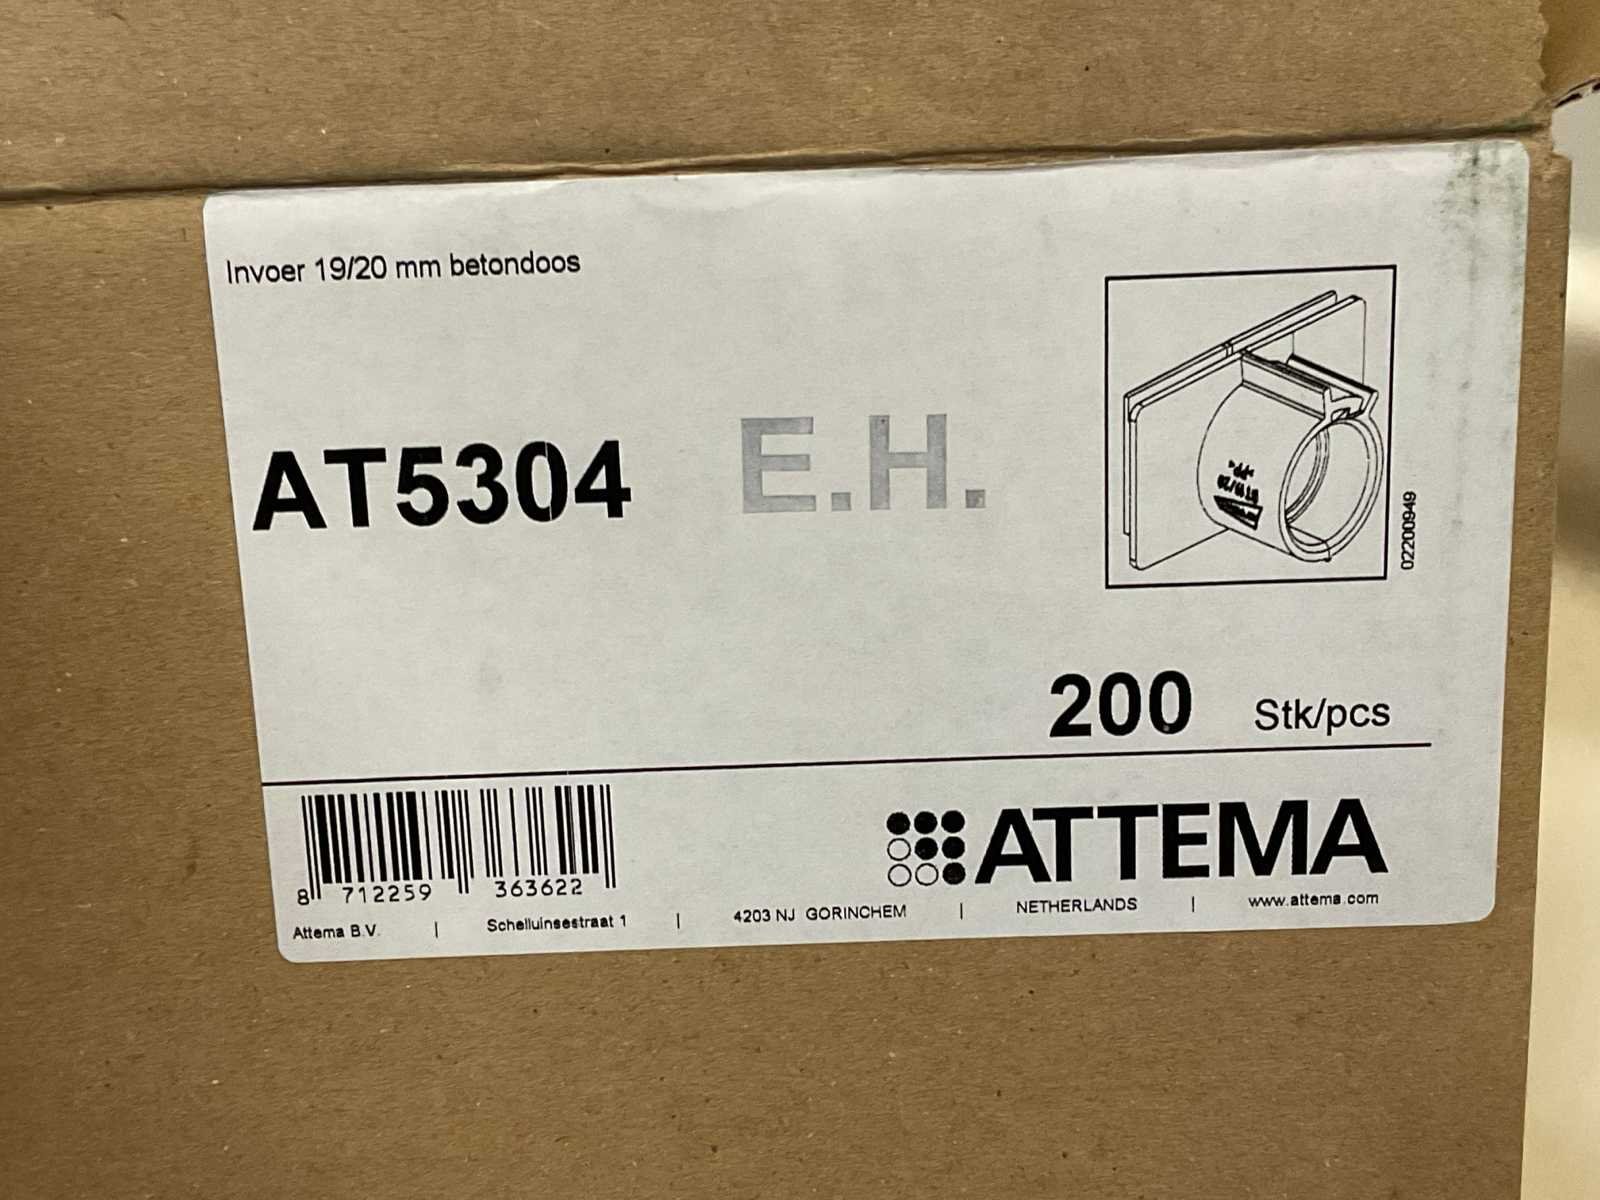 Invoer 19/20 mm betondoos
AT5304 E.H.
02200949
200 Stk/pcs
8 712259 363622
ATTEMA
Attema B.V. | Schelluinsestraat 1 | 4203 NJ GORINCHEM | NETHERLANDS | www.attema.com